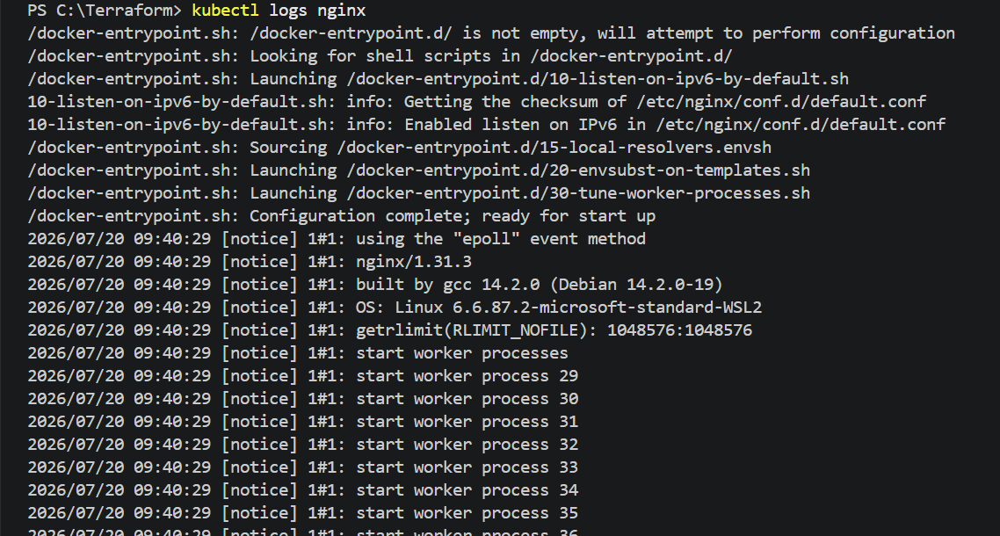 PS C:\Terraform> kubectl logs nginx
/docker-entrypoint.sh: /docker-entrypoint.d/ is not empty, will attempt to perform configuration
/docker-entrypoint.sh: Looking for shell scripts in /docker-entrypoint.d/
/docker-entrypoint.sh: Launching /docker-entrypoint.d/10-listen-on-ipv6-by-default.sh
10-listen-on-ipv6-by-default.sh: info: Getting the checksum of /etc/nginx/conf.d/default.conf
10-listen-on-ipv6-by-default.sh: info: Enabled listen on IPv6 in /etc/nginx/conf.d/default.conf
/docker-entrypoint.sh: Sourcing /docker-entrypoint.d/15-local-resolvers.envsh
/docker-entrypoint.sh: Launching /docker-entrypoint.d/20-envsubst-on-templates.sh
/docker-entrypoint.sh: Launching /docker-entrypoint.d/30-tune-worker-processes.sh
/docker-entrypoint.sh: Configuration complete; ready for start up
2026/07/20 09:40:29 [notice] 1#1: using the "epoll" event method
2026/07/20 09:40:29 [notice] 1#1: nginx/1.31.3
2026/07/20 09:40:29 [notice] 1#1: built by gcc 14.2.0 (Debian 14.2.0-19)
2026/07/20 09:40:29 [notice] 1#1: OS: Linux 6.6.87.2-microsoft-standard-WSL2
2026/07/20 09:40:29 [notice] 1#1: getrlimit(RLIMIT_NOFILE): 1048576:1048576
2026/07/20 09:40:29 [notice] 1#1: start worker processes
2026/07/20 09:40:29 [notice] 1#1: start worker process 29
2026/07/20 09:40:29 [notice] 1#1: start worker process 30
2026/07/20 09:40:29 [notice] 1#1: start worker process 31
2026/07/20 09:40:29 [notice] 1#1: start worker process 32
2026/07/20 09:40:29 [notice] 1#1: start worker process 33
2026/07/20 09:40:29 [notice] 1#1: start worker process 34
2026/07/20 09:40:29 [notice] 1#1: start worker process 35
2026/07/20 09:40:29 [notice] 1#1: start worker process 36